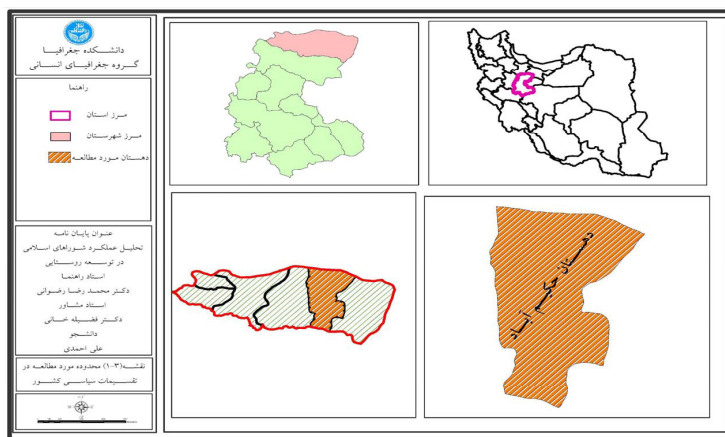 دانشکده جغرافیا
گروه جغرافیای انسانی
راهنما
مرز استان
مرز شهرستان
دهستان مورد مطالعه
عنوان پایان نامه
تحلیل عملکرد شوراهای اسلامی
در توسعه روستایی
استاد راهنما
دکتر محمد رضا رضوانی
استاد مشاور
دکتر فضیله خانی
دانشجو
علی احمدی
نقشه(۳-۱) محدوده مورد مطالعه در
تقسیمات سیاسی کشور
دهستان حکیم آباد